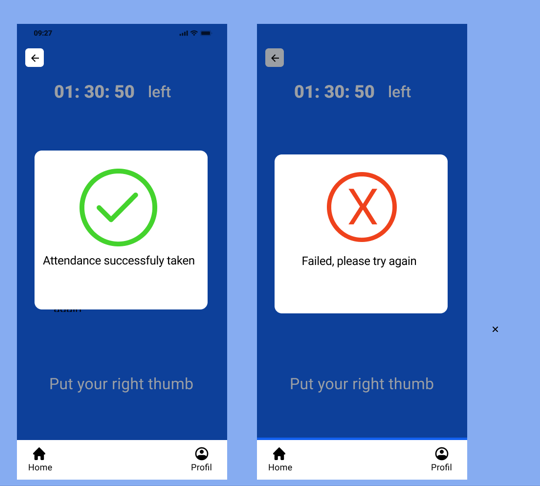 09:27
01: 30: 50 left
Attendance successfuly taken
Put your right thumb
Home
Profil
01: 30: 50 left
X
Failed, please try again
Put your right thumb
Home
Profil